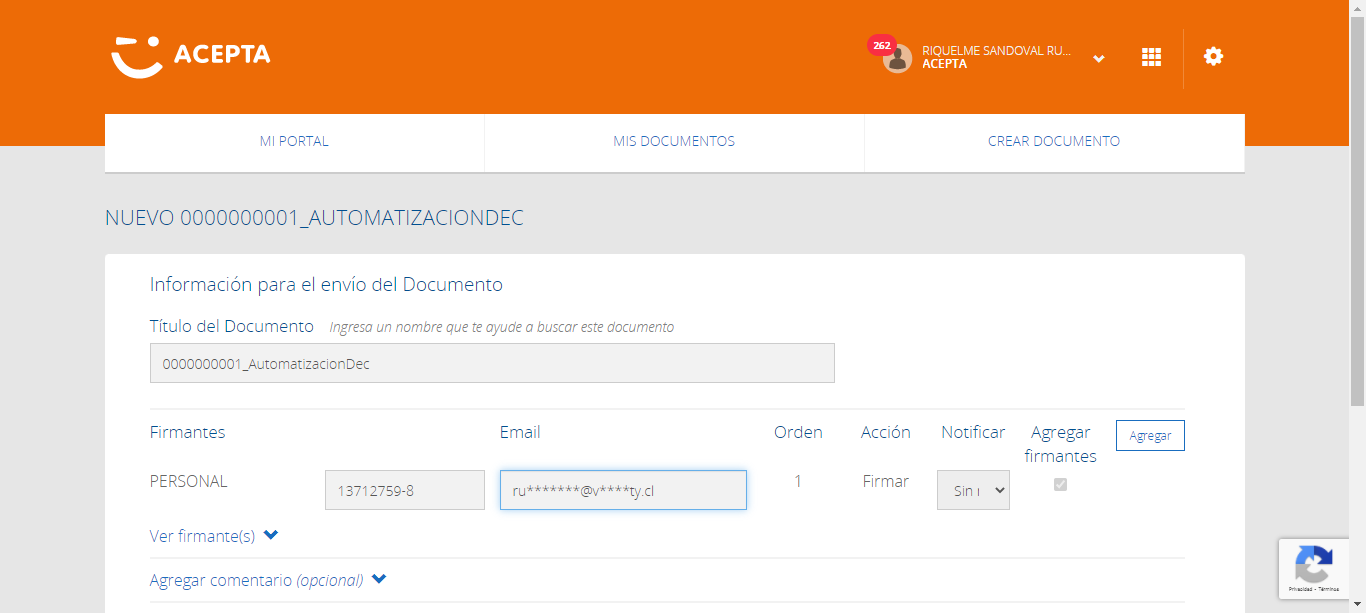 ACEPTA
262
RIQUELME SANDOVAL RU...
ACEPTA
MI PORTAL
MIS DOCUMENTOS
CREAR DOCUMENTO
NUEVO 0000000001_AUTOMATIZACIONDEC
Información para el envío del Documento
Título del Documento Ingresa un nombre que te ayude a buscar este documento
0000000001_AutomatizacionDec
Firmantes Email Orden Acción Notificar Agregar firmantes Agregar
PERSONAL 13712759-8 ru*******@v****ty.cl 1 Firmar Sin
Ver firmante(s)
Agregar comentario (opcional)
Privacidad - Términos